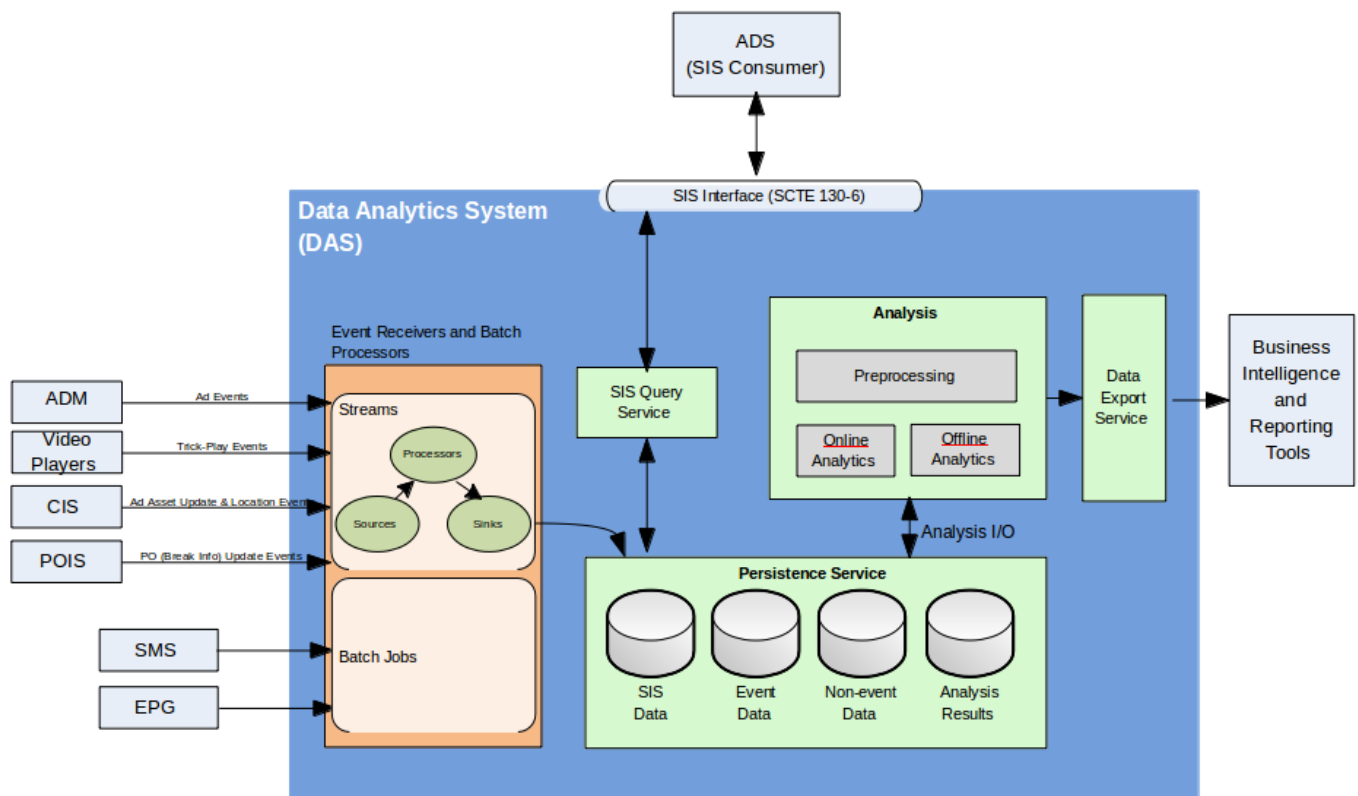 ADS
(SIS Consumer)
SIS Interface (SCTE 130-6)
Data Analytics System
(DAS)
Event Receivers and Batch
Processors
ADM
Ad Events
Video
Players
Trick-Play Events
CIS
Ad Asset Update & Location Event
POIS
PO (Break Info) Update Events
SMS
EPG
Streams
Processors
Sources
Sinks
Batch Jobs
SIS Query
Service
Analysis
Preprocessing
Online
Analytics
Offline
Analytics
Analysis I/O
Data
Export
Service
Business
Intelligence
and
Reporting
Tools
Persistence Service
SIS
Data
Event
Data
Non-event
Data
Analysis
Results